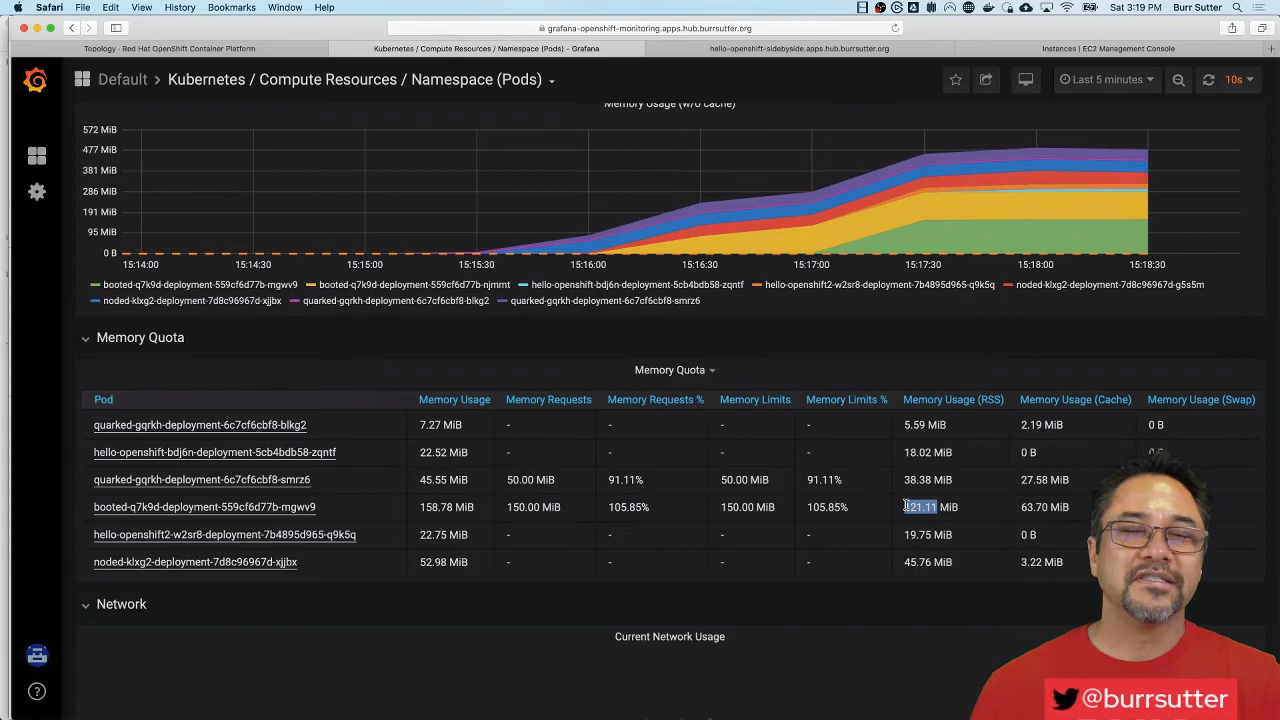 Safari File Edit View History Bookmarks Window Help Sat 3:19 PM Burr Sutter
grafana-openshift-monitoring.apps.hub.burrsutter.com
Topology · Red Hat OpenShift Container Platform Kubernetes / Compute Resources / Namespace (Pods) - Grafana hello-openshift-sidebyside.apps.hub.burrsutter.org Instances | EC2 Management Console
Default > Kubernetes / Compute Resources / Namespace (Pods) Last 5 minutes 10s
Memory Usage (w/o cache)
572 MiB
477 MiB
381 MiB
286 MiB
191 MiB
95 MiB
0 B
15:14:00 15:14:30 15:15:00 15:15:30 15:16:00 15:16:30 15:17:00 15:17:30 15:18:00 15:18:30
booted-q7k9d-deployment-559cf6d77b-mgwv9 booted-q7k9d-deployment-559cf6d77b-njmmt hello-openshift-bdj6n-deployment-5cb4bdb58-zqntf hello-openshift2-w2sr8-deployment-7b4895d965-q9k5q
noded-klxg2-deployment-7d8c96967d-g5s5m
noded-klxg2-deployment-7d8c96967d-xjjbx quarked-gqrkh-deployment-6c7cf6cbf8-blkg2 quarked-gqrkh-deployment-6c7cf6cbf8-smrz6
Memory Quota
Memory Quota
Pod Memory Usage Memory Requests Memory Requests % Memory Limits Memory Limits % Memory Usage (RSS) Memory Usage (Cache) Memory Usage (Swap)
quarked-gqrkh-deployment-6c7cf6cbf8-blkg2 7.27 MiB - - - - 5.59 MiB 2.19 MiB 0 B
hello-openshift-bdj6n-deployment-5cb4bdb58-zqntf 22.52 MiB - - - - 18.02 MiB 0 B
quarked-gqrkh-deployment-6c7cf6cbf8-smrz6 45.55 MiB 50.00 MiB 91.11% 50.00 MiB 91.11% 38.38 MiB 27.58 MiB
booted-q7k9d-deployment-559cf6d77b-mgwv9 158.78 MiB 150.00 MiB 105.85% 150.00 MiB 105.85% 121.11 MiB 63.70 MiB
hello-openshift2-w2sr8-deployment-7b4895d965-q9k5q 22.75 MiB - - - - 19.75 MiB 0 B
noded-klxg2-deployment-7d8c96967d-xjjbx 52.98 MiB - - - - 45.76 MiB 3.22 MiB
Network
Current Network Usage
@burrsutter